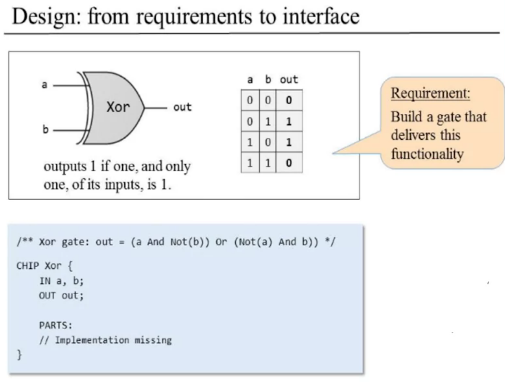 Design: from requirements to interface
a
b
Xor
out
outputs 1 if one, and only
one, of its inputs, is 1.
a b out
0 0 0
0 1 1
1 0 1
1 1 0
Requirement:
Build a gate that
delivers this
functionality
/** Xor gate: out = (a And Not(b)) Or (Not(a) And b)) */
CHIP Xor {
IN a, b;
OUT out;
PARTS:
// Implementation missing
}